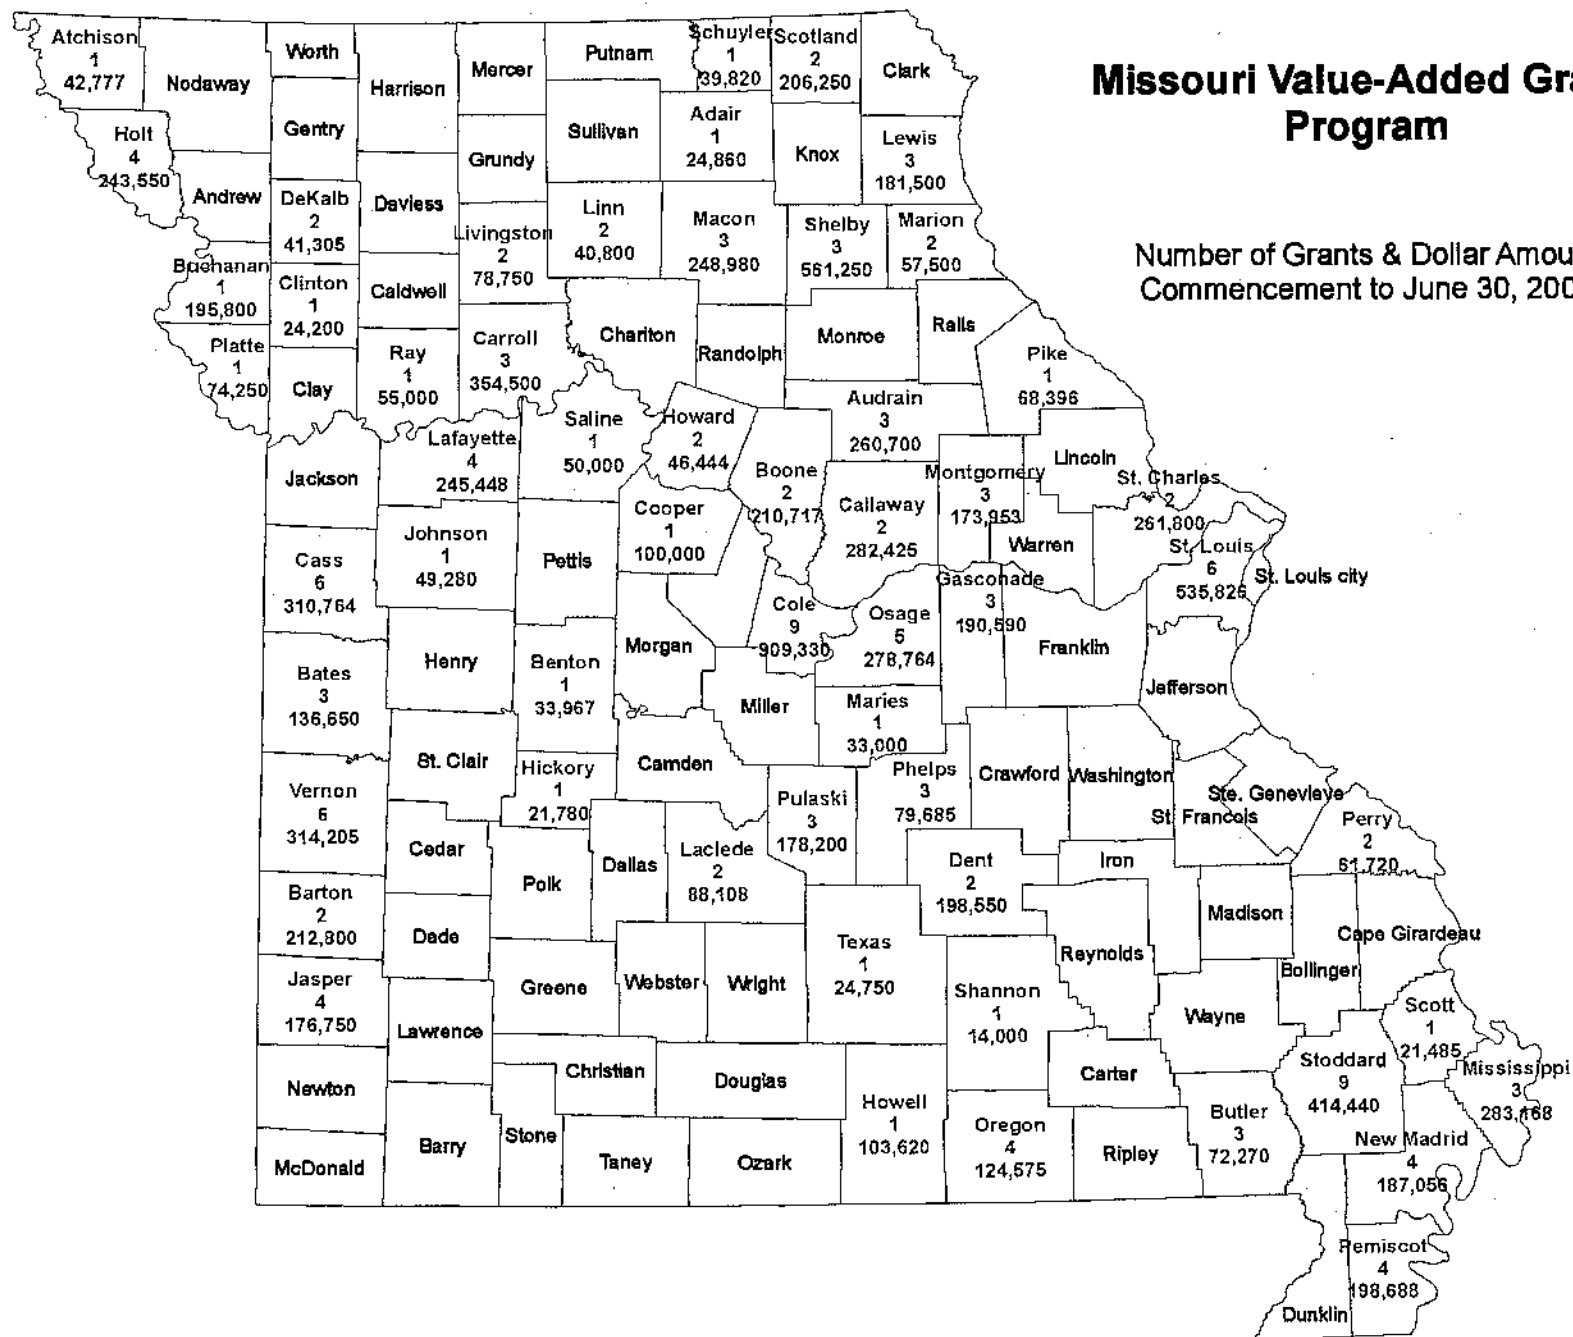 Missouri Value-Added Gra
Program
Number of Grants & Dollar Amou
Commencement to June 30, 200
Atchison
1
42,777
Nodaway
Worth
Harrison
Mercer
Putnam
Schuyler
1
39,820
Scotland
2
206,250
Clark
Holt
4
243,550
Gentry
Grundy
Sullivan
Adair
1
24,860
Knox
Lewis
3
181,500
Andrew
DeKalb
2
41,305
Daviess
Livingston
2
78,750
Linn
2
40,800
Macon
3
248,980
Shelby
3
561,250
Marion
2
57,500
Buchanan
1
195,800
Clinton
1
24,200
Caldwell
Platte
1
74,250
Clay
Ray
1
55,000
Carroll
3
354,500
Chariton
Randolph
Monroe
Ralls
Pike
1
68,396
Jackson
Lafayette
4
245,448
Saline
1
50,000
Howard
2
46,444
Boone
2
210,717
Audrain
3
260,700
Callaway
2
282,425
Montgomery
3
173,953
Lincoln
St. Charles
2
261,800
Warren
St. Louis
6
535,826
St. Louis city
Cass
6
310,764
Johnson
1
49,280
Pettis
Cooper
1
100,000
Cole
9
909,330
Osage
5
278,764
Gasconade
3
190,590
Franklin
Jefferson
Bates
3
136,650
Henry
Benton
1
33,967
Morgan
Miller
Maries
1
33,000
Vernon
6
314,205
St. Clair
Hickory
1
21,780
Camden
Pulaski
3
178,200
Phelps
3
79,685
Crawford
Washington
Ste. Genevieve
St. Francois
Perry
2
61,720
Barton
2
212,800
Cedar
Polk
Dallas
Laclede
2
88,108
Dent
2
198,550
Iron
Madison
Cape Girardeau
Bollinger
Jasper
4
176,750
Dade
Greene
Webster
Wright
Texas
1
24,750
Shannon
1
14,000
Reynolds
Wayne
Scott
1
21,485
Newton
Lawrence
Christian
Douglas
Howell
1
103,620
Carter
Butler
3
72,270
Stoddard
9
414,440
Mississippi
3
283,168
McDonald
Barry
Stone
Taney
Ozark
Oregon
4
124,575
Ripley
New Madrid
4
187,056
Pemiscot
4
198,688
Dunklin